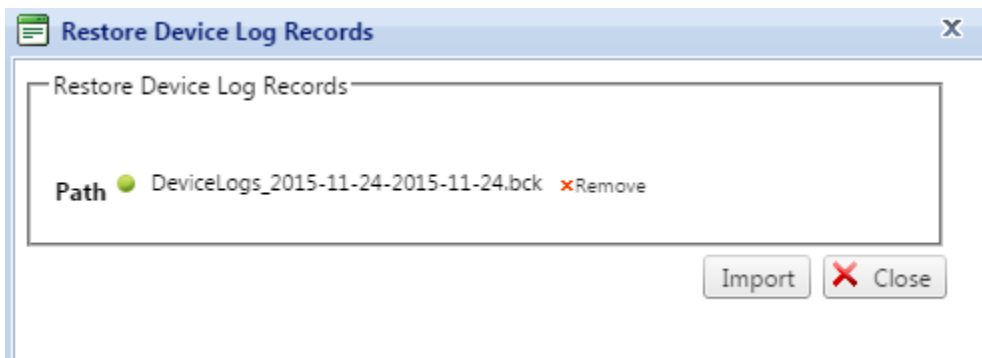 Restore Device Log Records
Restore Device Log Records
Path DeviceLogs_2015-11-24-2015-11-24.bck Remove
Import Close